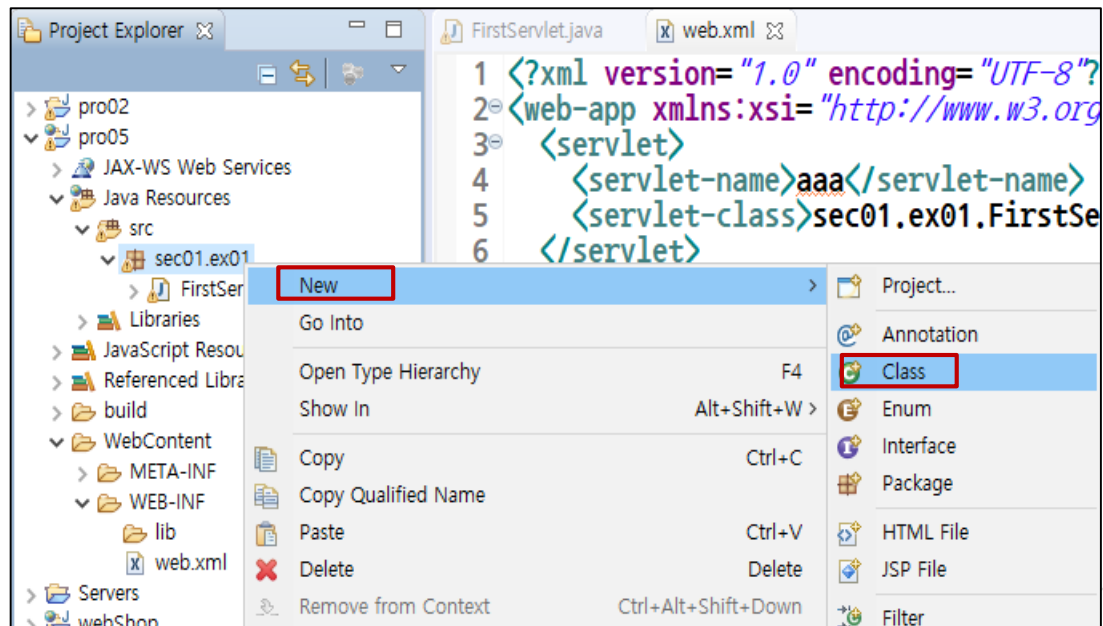 Project Explorer
pro02
pro05
JAX-WS Web Services
Java Resources
src
sec01.ex01
FirstSer
Libraries
JavaScript Resou
Referenced Libra
build
WebContent
META-INF
WEB-INF
lib
web.xml
Servers
webShop
FirstServlet.java
web.xml
1 <?xml version="1.0" encoding="UTF-8"?
2 <web-app xmlns:xsi="http://www.w3.org
3 <servlet>
4 <servlet-name>aaa</servlet-name>
5 <servlet-class>sec01.ex01.FirstSe
6 </servlet>
New >
Go Into
Open Type Hierarchy F4
Show In Alt+Shift+W >
Copy Ctrl+C
Copy Qualified Name
Paste Ctrl+V
Delete Delete
Remove from Context Ctrl+Alt+Shift+Down
Project...
Annotation
Class
Enum
Interface
Package
HTML File
JSP File
Filter